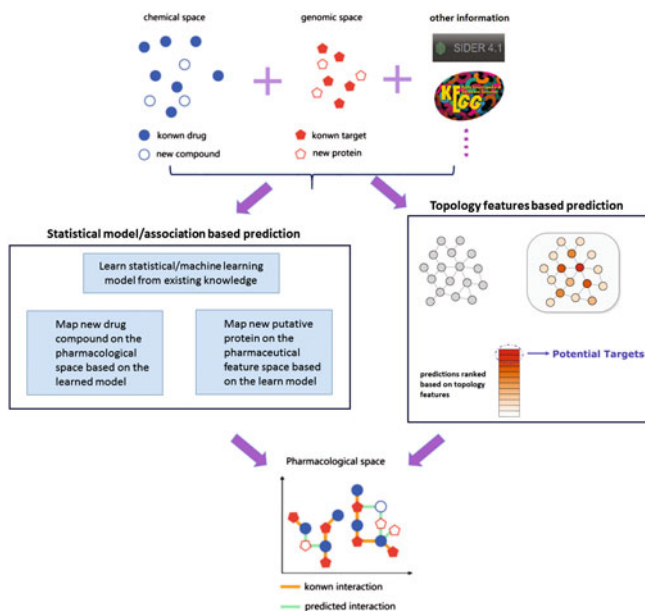 chemical space
genomic space
other information
SIDER 4.1
KEGG
konwn drug
new compound
konwn target
new protein
Statistical model/association based prediction
Learn statistical/machine learning
model from existing knowledge
Map new drug
compound on the
pharmacological
space based on the
learned model
Map new putative
protein on the
pharmaceutical
feature space based
on the learn model
Topology features based prediction
Potential Targets
predictions ranked
based on topology
features
Pharmacological space
konwn interaction
predicted interaction